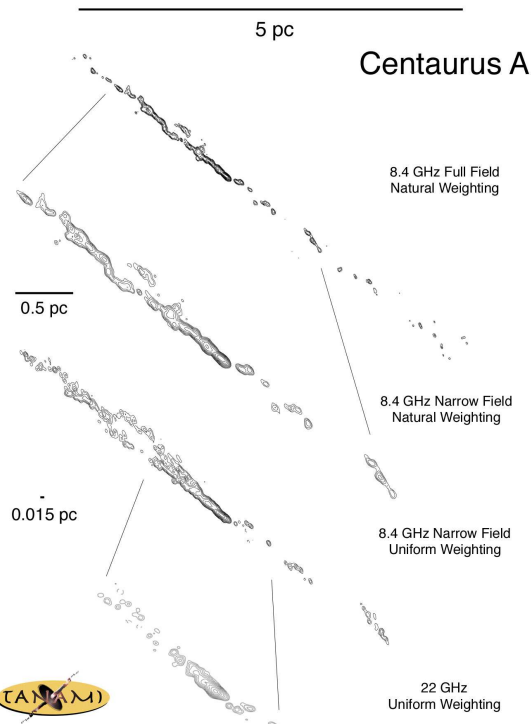 5 pc
Centaurus A
8.4 GHz Full Field
Natural Weighting
0.5 pc
8.4 GHz Narrow Field
Natural Weighting
0.015 pc
8.4 GHz Narrow Field
Uniform Weighting
22 GHz
Uniform Weighting
TANAMI